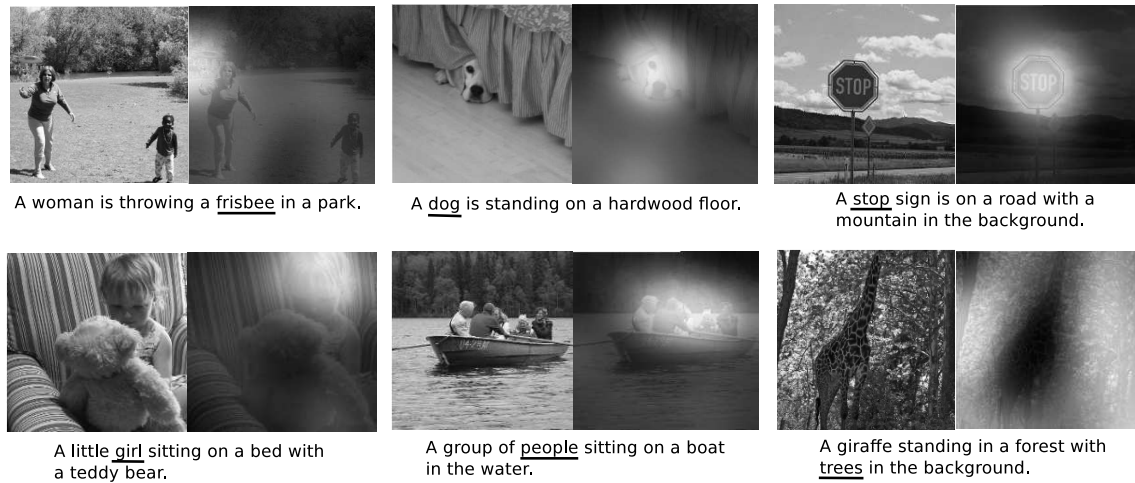 STOP
STOP
A woman is throwing a frisbee in a park.
A dog is standing on a hardwood floor.
A stop sign is on a road with a
mountain in the background.
A little girl sitting on a bed with
a teddy bear.
A group of people sitting on a boat
in the water.
A giraffe standing in a forest with
trees in the background.